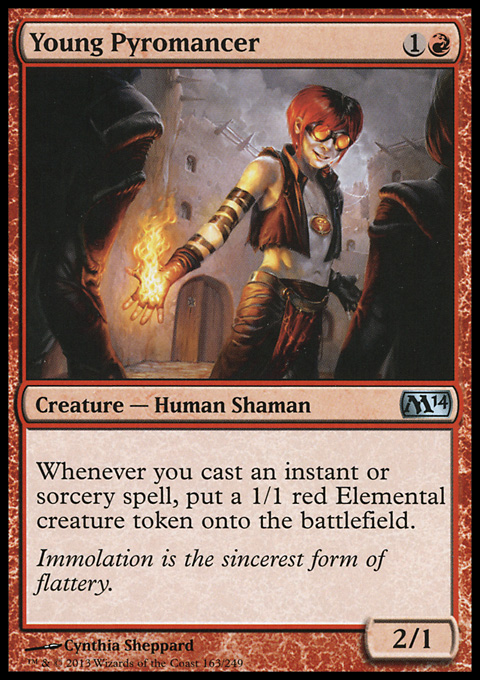 Young Pyromancer 1
Creature — Human Shaman M14
Whenever you cast an instant or
sorcery spell, put a 1/1 red Elemental
creature token onto the battlefield.
Immolation is the sincerest form of
flattery.
2/1
Cynthia Sheppard
™ & © 2013 Wizards of the Coast 163/249